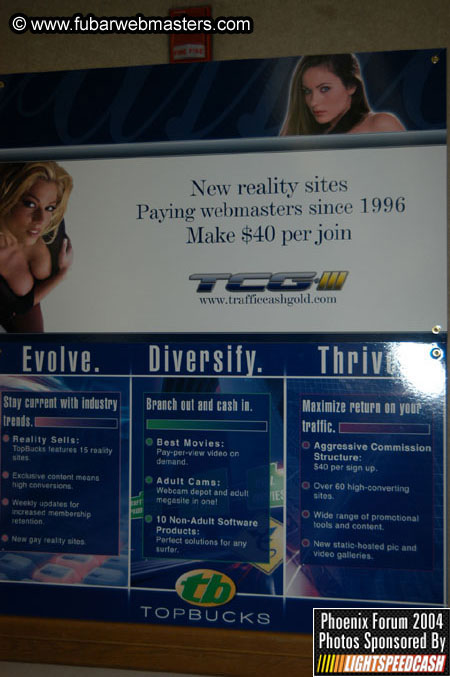 www.fubarwebmasters.com
New reality sites
Paying webmasters since 1996
Make $40 per join
TCG
www.trafficcashgold.com
Evolve. Diversify. Thrive
Stay current with industry
trends.
Reality Sells:
TopBucks features 15 reality
sites.
Exclusive content means
high conversions.
Weekly updates for
increased membership
retention.
New gay reality sites.
Branch out and cash in.
Best Movies:
Pay-per-view video on
demand.
Adult Cams:
Webcam depot and adult
megasite in one!
10 Non-Adult Software
Products:
Perfect solutions for any
surfer.
Maximize return on your
traffic.
Aggressive Commission
Structure:
$40 per sign up.
Over 60 high-converting
sites.
Wide range of promotional
tools and content.
New static-hosted pic and
video galleries.
tb
TOPBUCKS
Phoenix Forum 2004
Photos Sponsored By
LIGHTSPEEDCASH